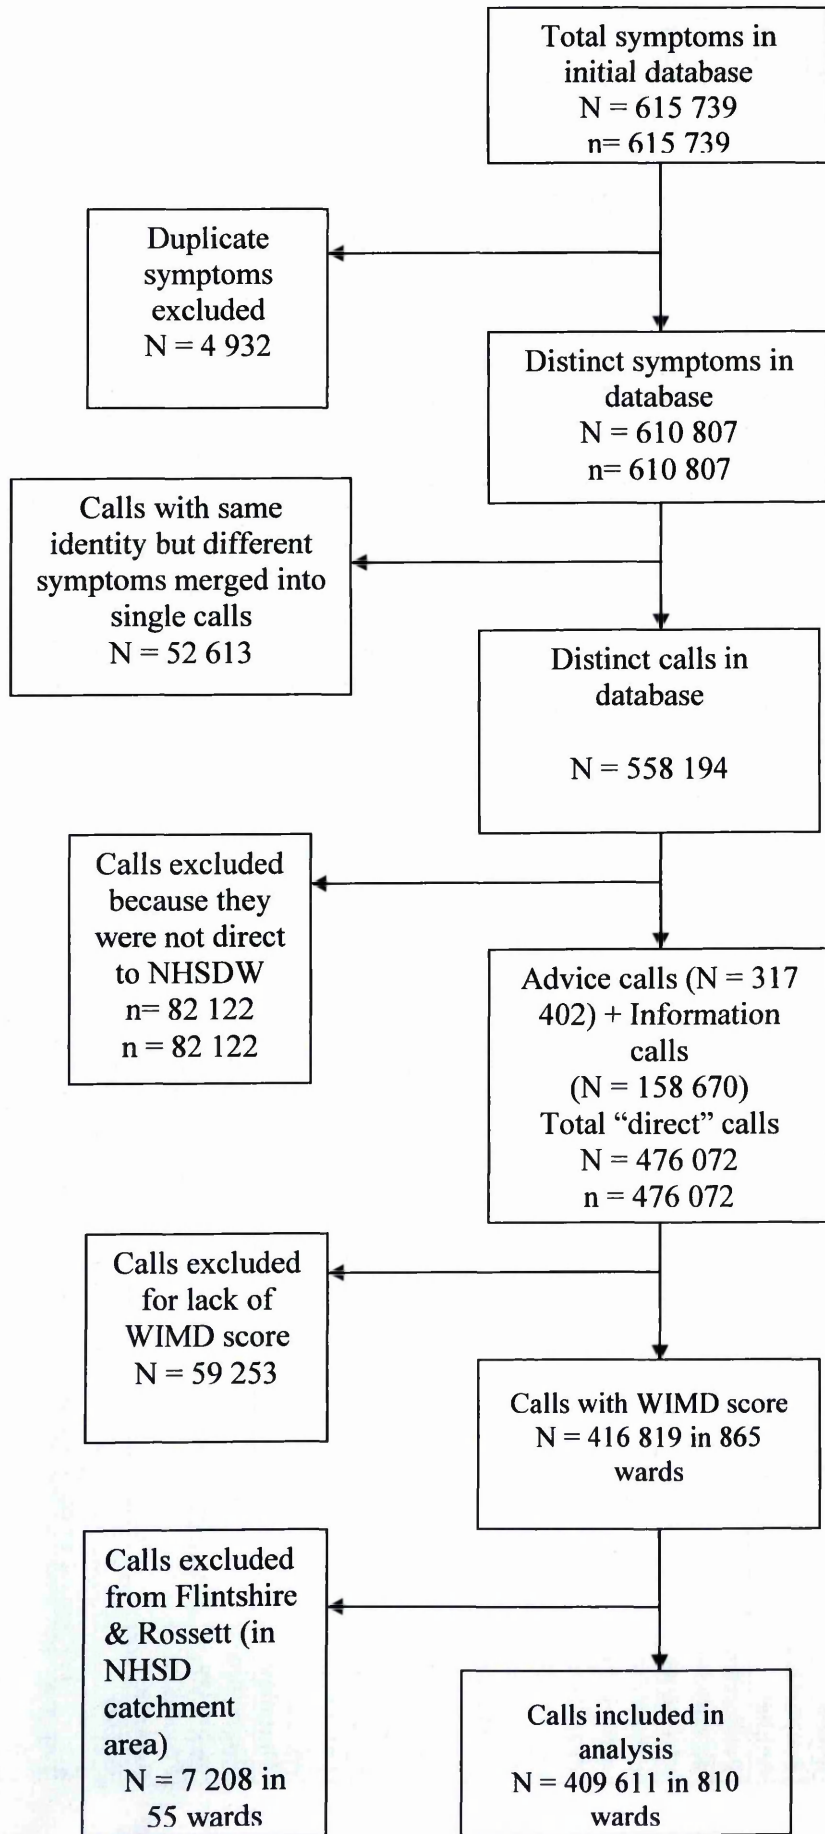 Total symptoms in
initial database
N = 615 739
n= 615 739
Duplicate
symptoms
excluded
N = 4 932
Distinct symptoms in
database
N = 610 807
n= 610 807
Calls with same
identity but different
symptoms merged into
single calls
N = 52 613
Distinct calls in
database
N = 558 194
Calls excluded
because they
were not direct
to NHSDW
n= 82 122
n = 82 122
Advice calls (N = 317
402) + Information
calls
(N = 158 670)
Total “direct” calls
N = 476 072
n = 476 072
Calls excluded
for lack of
WIMD score
N = 59 253
Calls with WIMD score
N = 416 819 in 865
wards
Calls excluded
from Flintshire
& Rossett (in
NHSD
catchment
area)
N = 7 208 in
55 wards
Calls included in
analysis
N = 409 611 in 810
wards